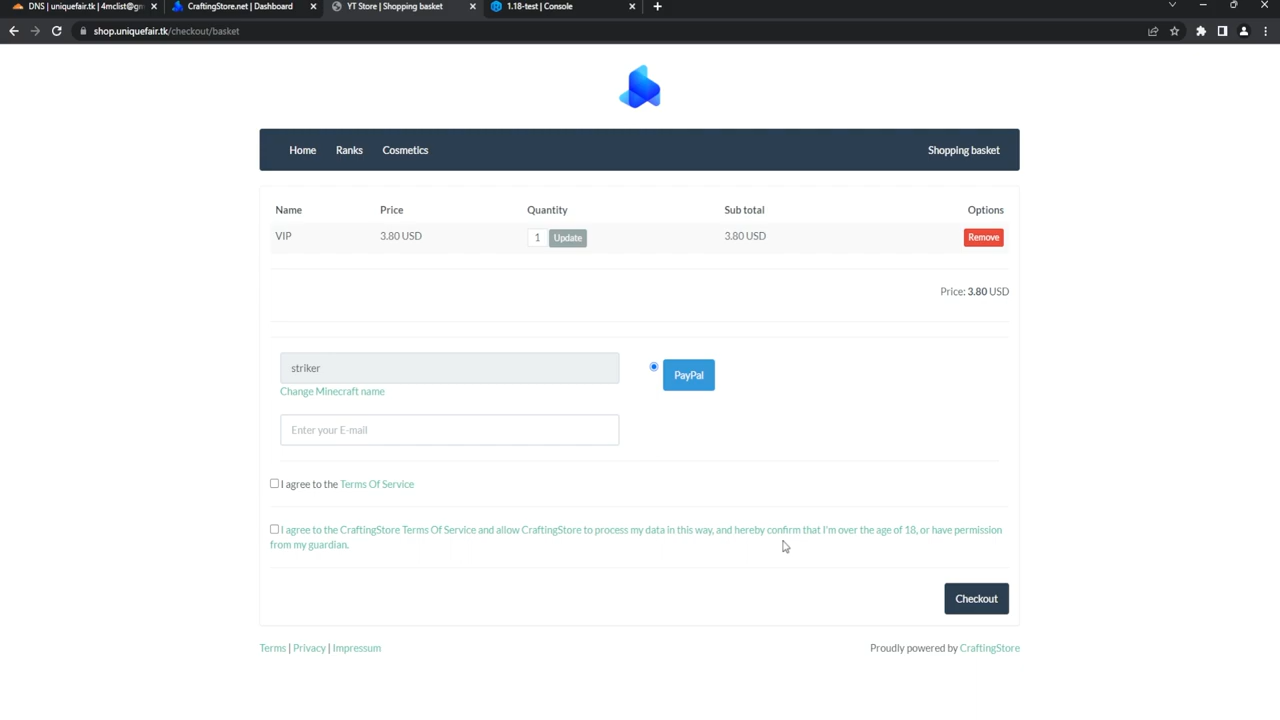 DNS | uniquefair.tk | 4mclist@gm
CraftingStore.net | Dashboard
YT Store | Shopping basket
1.18-test | Console
shop.uniquefair.tk/checkout/basket
Home Ranks Cosmetics Shopping basket
Name Price Quantity Sub total Options
VIP 3.80 USD 1 Update 3.80 USD Remove
Price: 3.80 USD
striker
PayPal
Change Minecraft name
Enter your E-mail
I agree to the Terms Of Service
I agree to the CraftingStore Terms Of Service and allow CraftingStore to process my data in this way, and hereby confirm that I'm over the age of 18, or have permission
from my guardian.
Checkout
Terms | Privacy | Impressum Proudly powered by CraftingStore